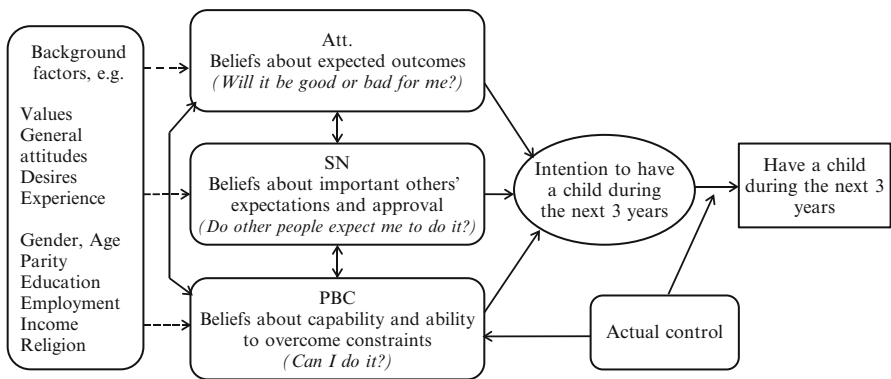 Background
factors, e.g.
Values
General
attitudes
Desires
Experience
Gender, Age
Parity
Education
Employment
Income
Religion
Att.
Beliefs about expected outcomes
(Will it be good or bad for me?)
SN
Beliefs about important others’
expectations and approval
(Do other people expect me to do it?)
PBC
Beliefs about capability and ability
to overcome constraints
(Can I do it?)
Intention to have
a child during
the next 3 years
Have a child
during the next 3
years
Actual control